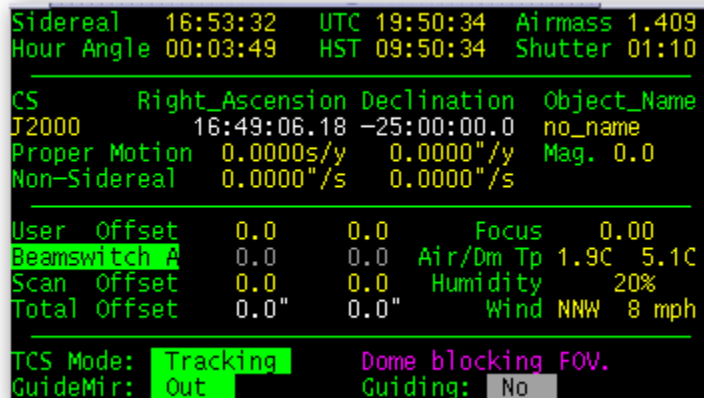 Sidereal 16:53:32 UTC 19:50:34 Airmass 1.409
Hour Angle 00:03:49 HST 09:50:34 Shutter 01:10
CS Right_Ascension Declination Object_Name
J2000 16:49:06.18 -25:00:00.0 no_name
Proper Motion 0.0000s/y 0.0000"/y Mag. 0.0
Non-Sidereal 0.0000"/s 0.0000"/s
User Offset 0.0 0.0 Focus 0.00
Beamswitch A 0.0 0.0 Air/Dm Tp 1.9C 5.1C
Scan Offset 0.0 0.0 Humidity 20%
Total Offset 0.0" 0.0" Wind NNW 8 mph
TCS Mode: Tracking Dome blocking FOV.
GuideMir: Out Guiding: No